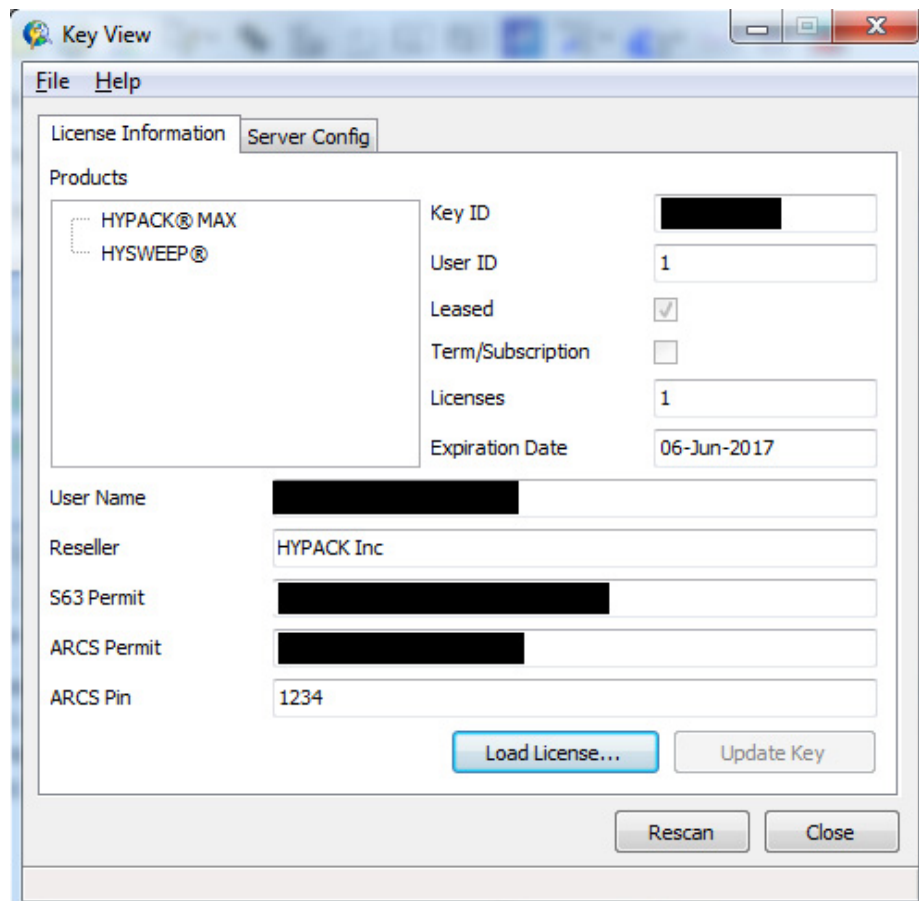 Key View
File Help
License Information Server Config
Products
HYPACK® MAX
HYSWEEP®
Key ID
User ID 1
Leased
Term/Subscription
Licenses 1
Expiration Date 06-Jun-2017
User Name
Reseller HYPACK Inc
S63 Permit
ARCS Permit
ARCS Pin 1234
Load License... Update Key
Rescan Close